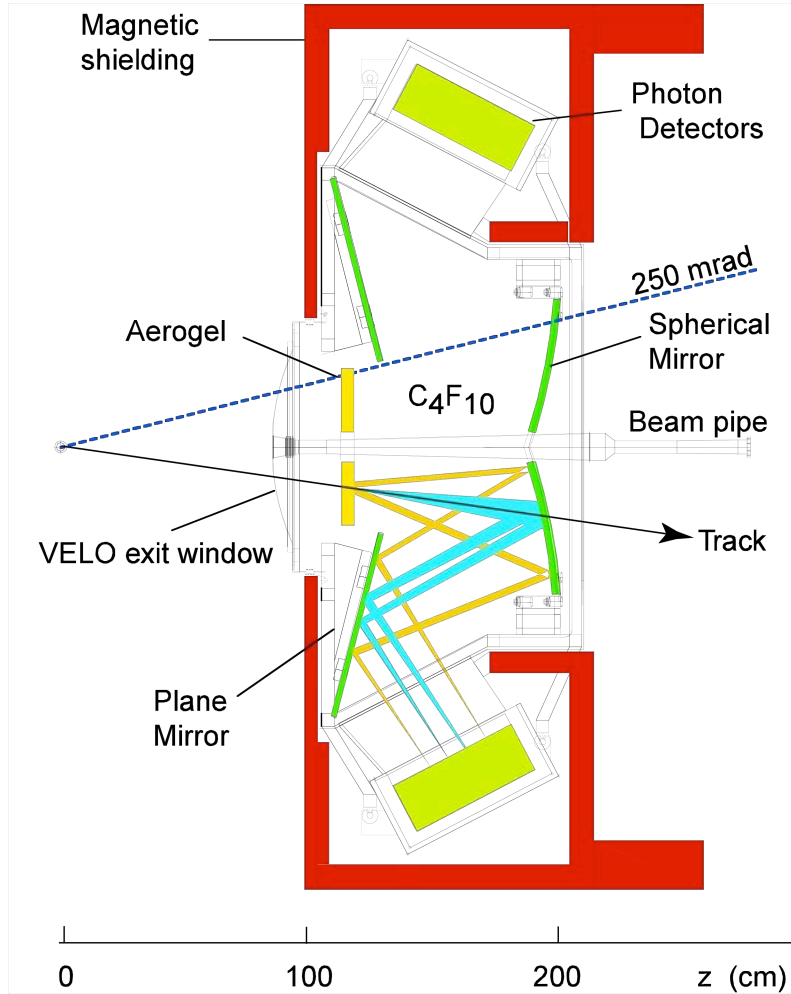 Magnetic
shielding
Photon
Detectors
250 mrad
Aerogel
Spherical
Mirror
C4F10
Beam pipe
VELO exit window
Track
Plane
Mirror
0 100 200 z (cm)